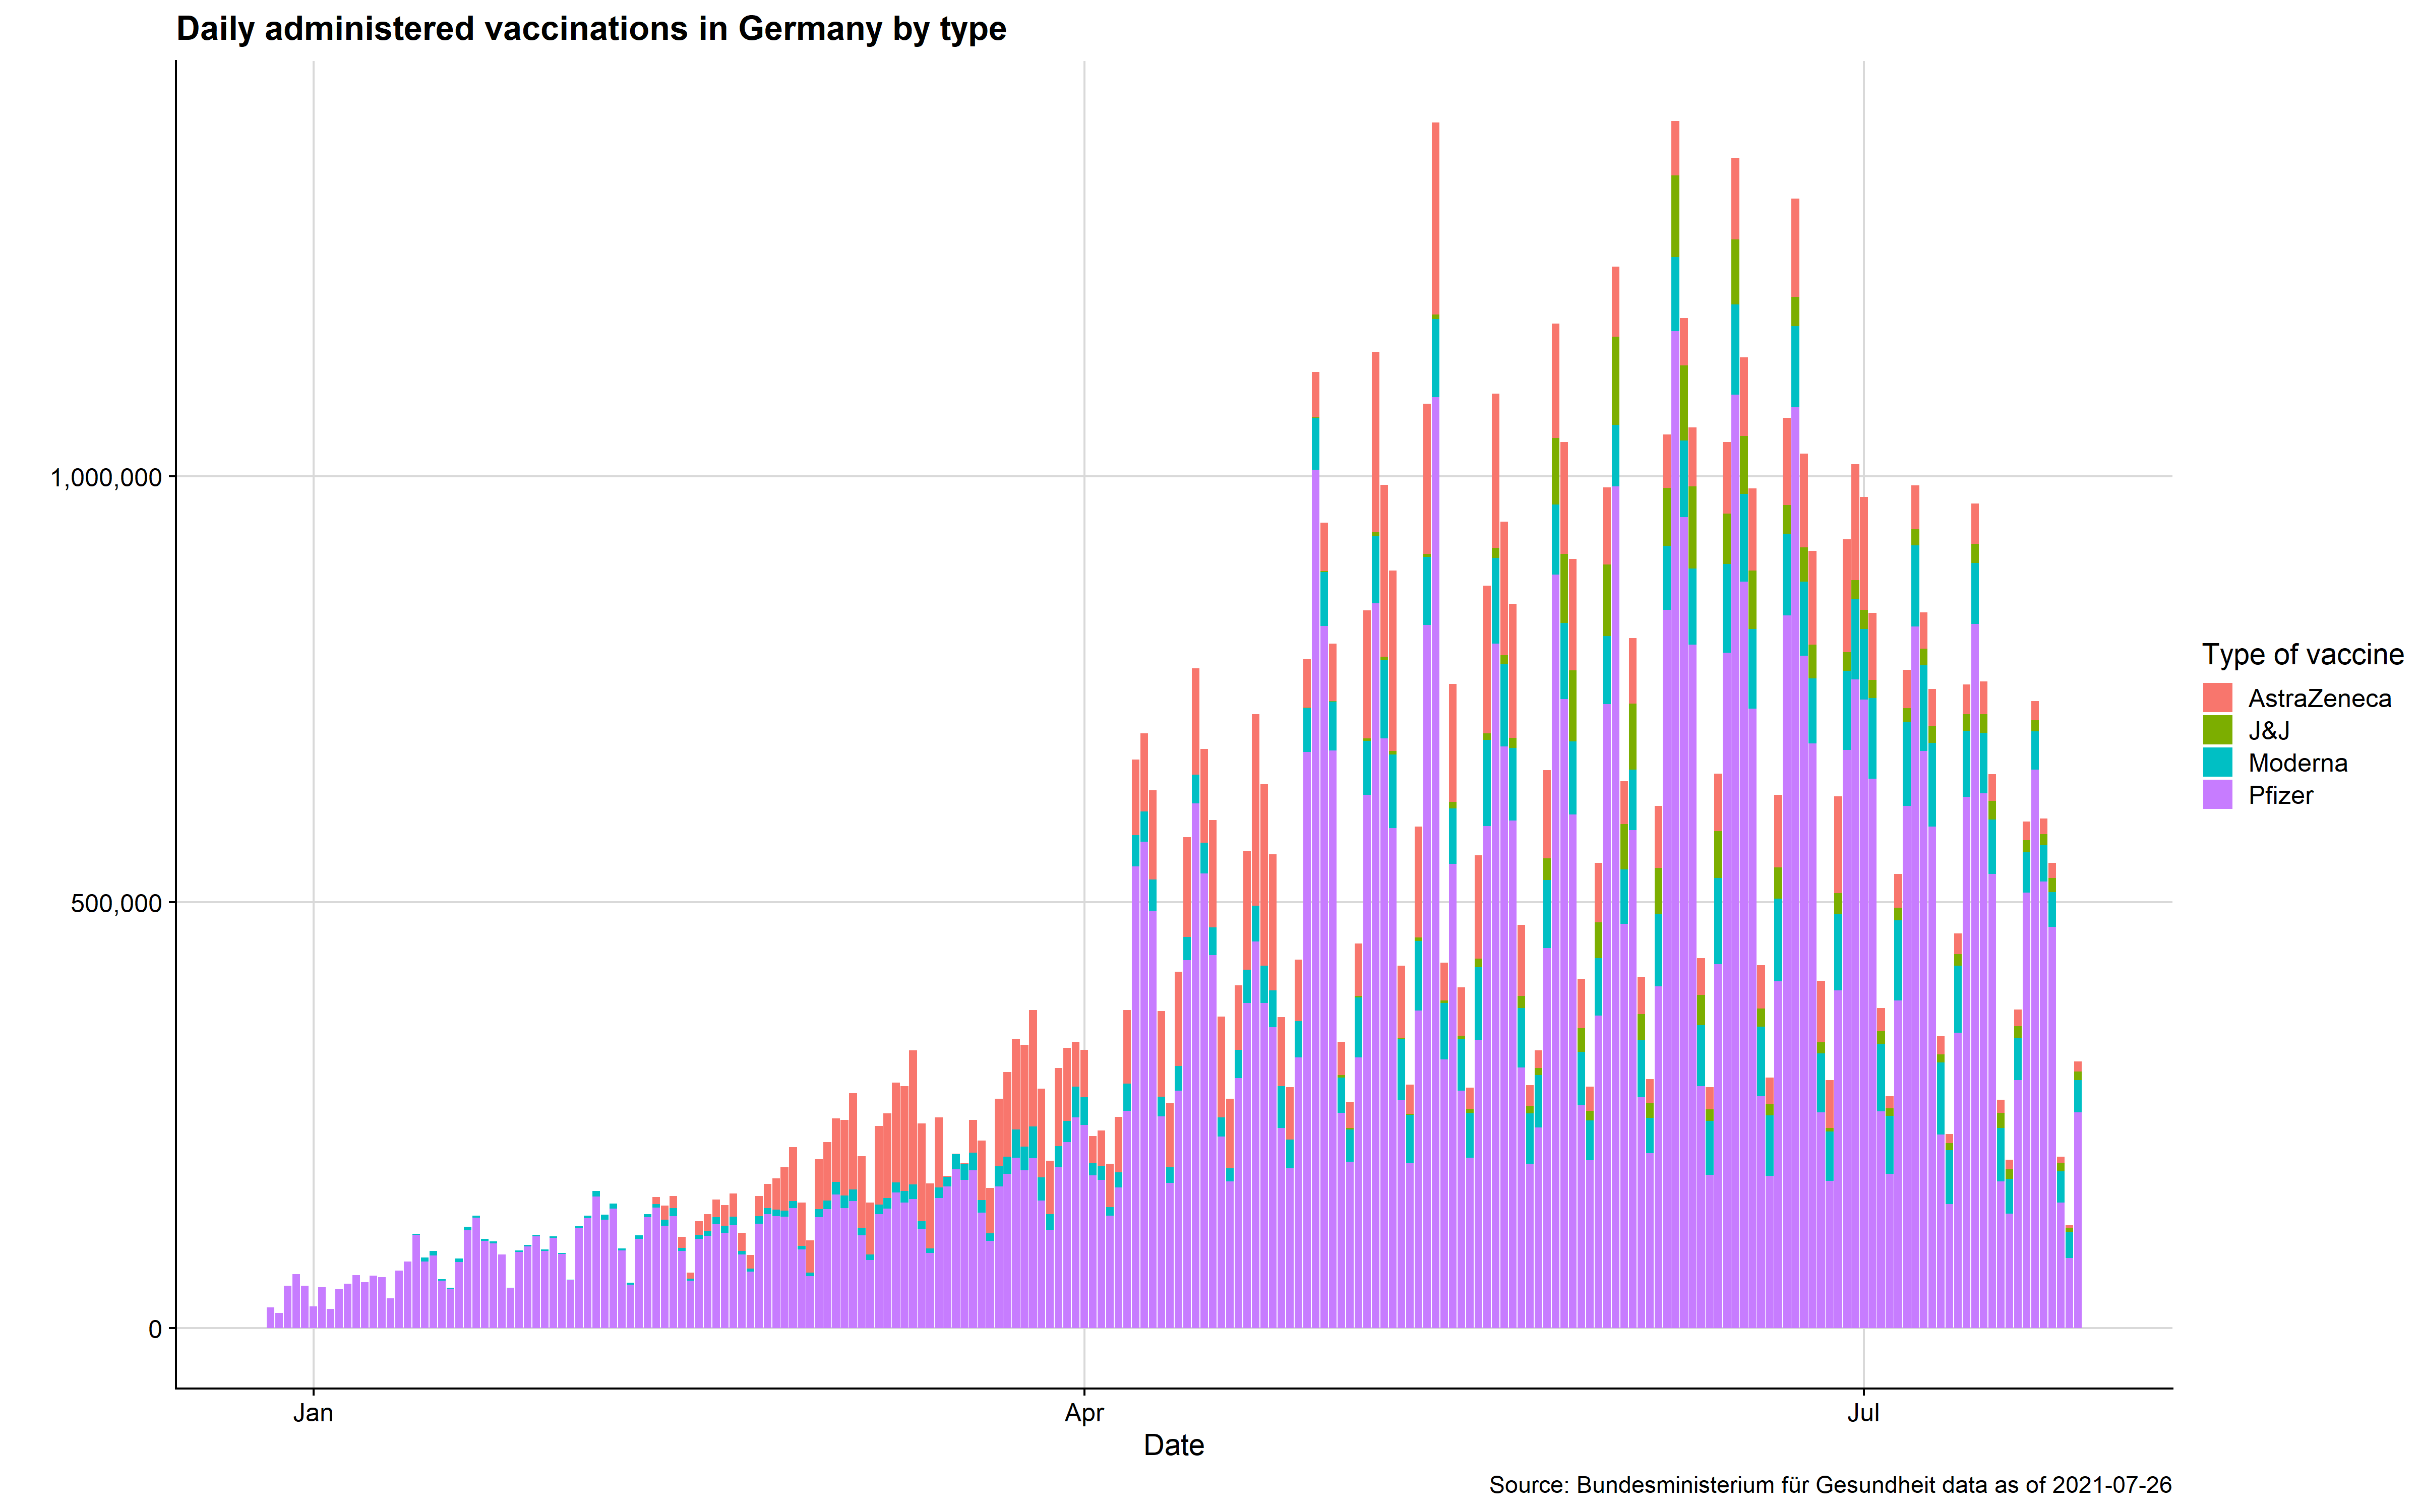 Daily administered vaccinations in Germany by type
1,000,000
500,000
0
Jan
Apr
Jul
Date
Type of vaccine
AstraZeneca
J&J
Moderna
Pfizer
Source: Bundesministerium für Gesundheit data as of 2021-07-26